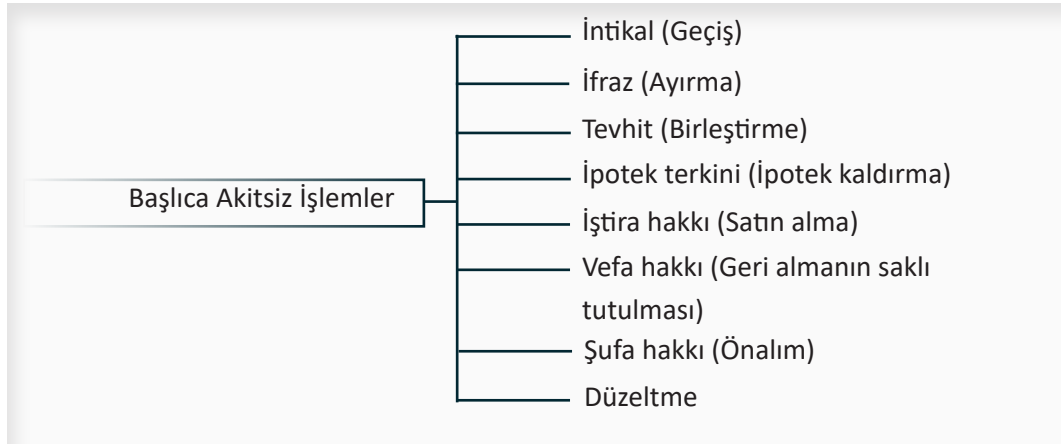 Başlıca Akitsiz İşlemler
İntikal (Geçiş)
İfraz (Ayırma)
Tevhit (Birleştirme)
İpotek terkini (İpotek kaldırma)
İştira hakkı (Satın alma)
Vefa hakkı (Geri almanın saklı
tutulması)
Şufa hakkı (Önalım)
Düzeltme